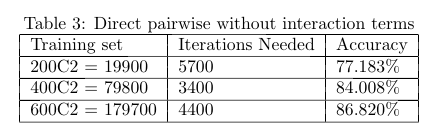 Table 3: Direct pairwise without interaction terms
Training set Iterations Needed Accuracy
200C2 = 19900 5700 77.183%
400C2 = 79800 3400 84.008%
600C2 = 179700 4400 86.820%